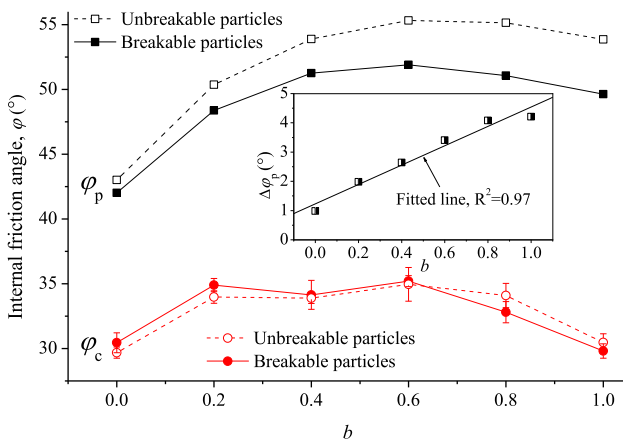 Unbreakable particles
Breakable particles
55
50
45
40
35
30
Internal friction angle, φ (°)
φp
φc
5
4
3
2
1
0
Δφp (°)
Fitted line, R²=0.97
0.0 0.2 0.4 0.6 0.8 1.0
b
Unbreakable particles
Breakable particles
0.0 0.2 0.4 0.6 0.8 1.0
b